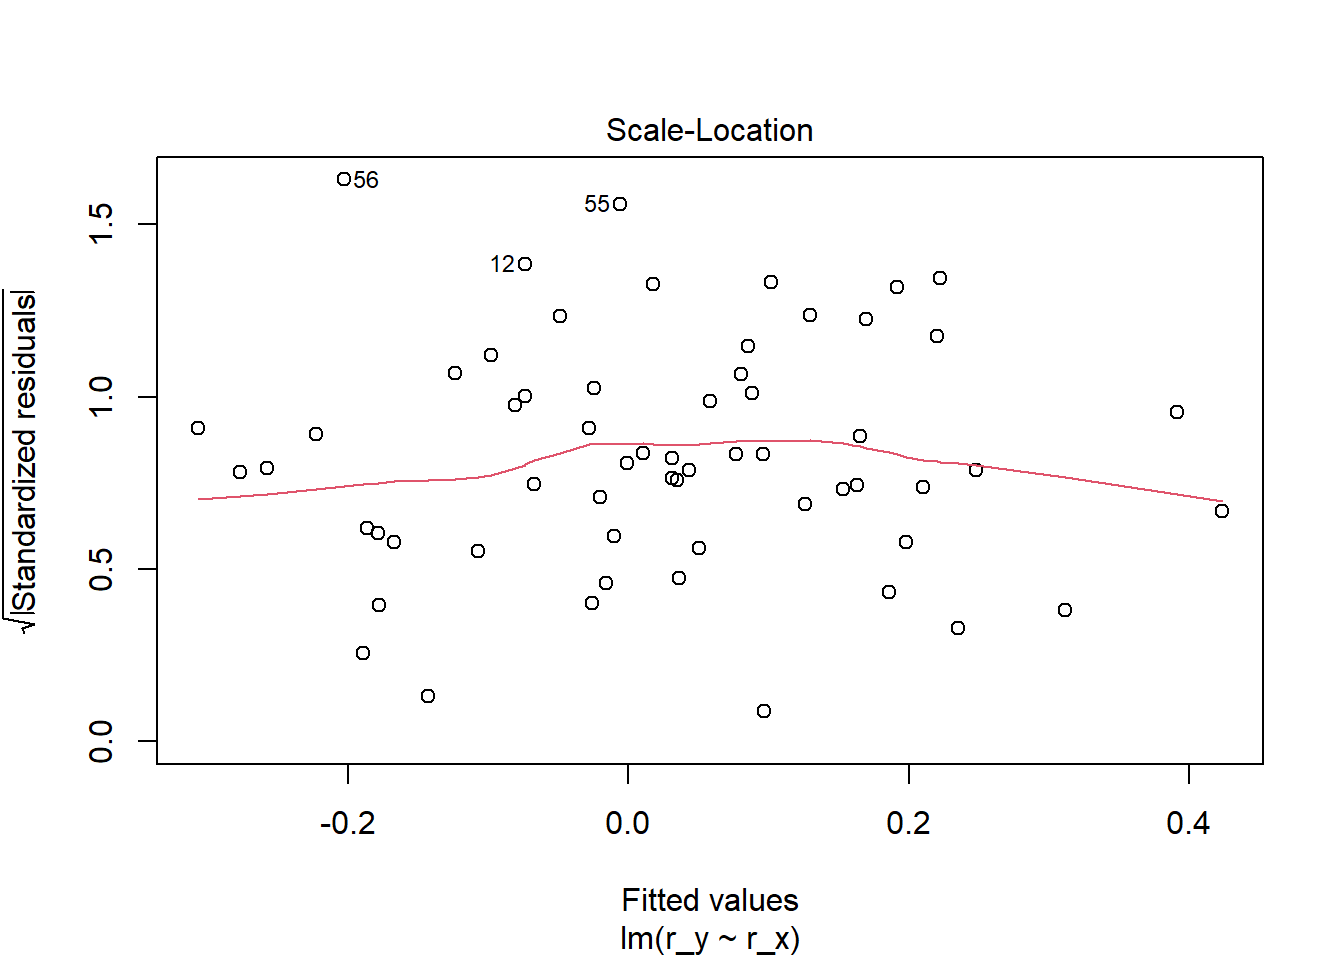 Scale-Location
56
55
12
√|Standardized residuals|
1.5
1.0
0.5
0.0
-0.2
0.0
0.2
0.4
Fitted values
lm(r_y ~ r_x)